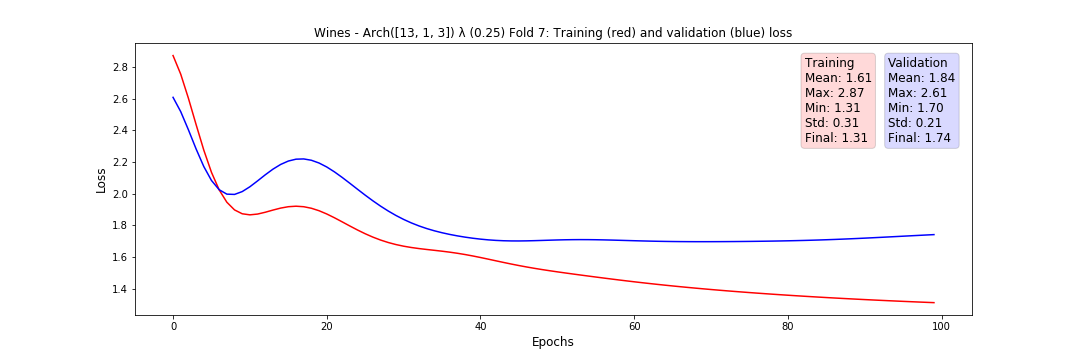 Wines - Arch([13, 1, 3]) λ (0.25) Fold 7: Training (red) and validation (blue) loss
Training
Mean: 1.61
Max: 2.87
Min: 1.31
Std: 0.31
Final: 1.31
Validation
Mean: 1.84
Max: 2.61
Min: 1.70
Std: 0.21
Final: 1.74
Loss
2.8
2.6
2.4
2.2
2.0
1.8
1.6
1.4
0 20 40 60 80 100
Epochs